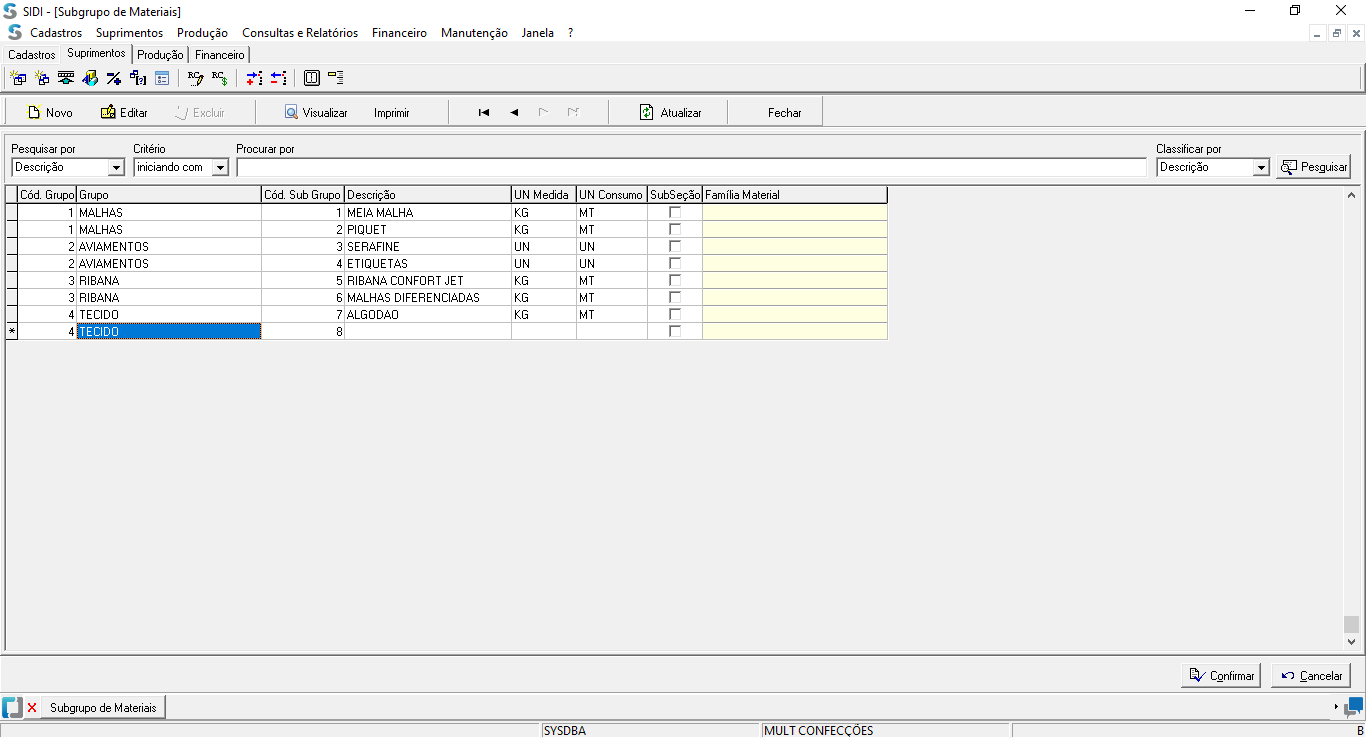 SIDI - [Subgrupo de Materiais]
Cadastros Suprimentos Produção Consultas e Relatórios Financeiro Manutenção Janela ?
Cadastros Suprimentos Produção Financeiro
Novo Editar Excluir Visualizar Imprimir Atualizar Fechar
Pesquisar por Critério Procurar por Classificar por
Descrição iniciando com Descrição Pesquisar
Cód. Grupo Grupo Cód. Sub Grupo Descrição UN Medida UN Consumo SubSeção Família Material
1 MALHAS 1 MEIA MALHA KG MT
1 MALHAS 2 PIQUET KG MT
2 AVIAMENTOS 3 SERAFINE UN UN
2 AVIAMENTOS 4 ETIQUETAS UN UN
3 RIBANA 5 RIBANA CONFORT JET KG MT
3 RIBANA 6 MALHAS DIFERENCIADAS KG MT
4 TECIDO 7 ALGODAO KG MT
* 4 TECIDO 8
Confirmar Cancelar
Subgrupo de Materiais
SYSDBA MULT CONFECÇÕES B